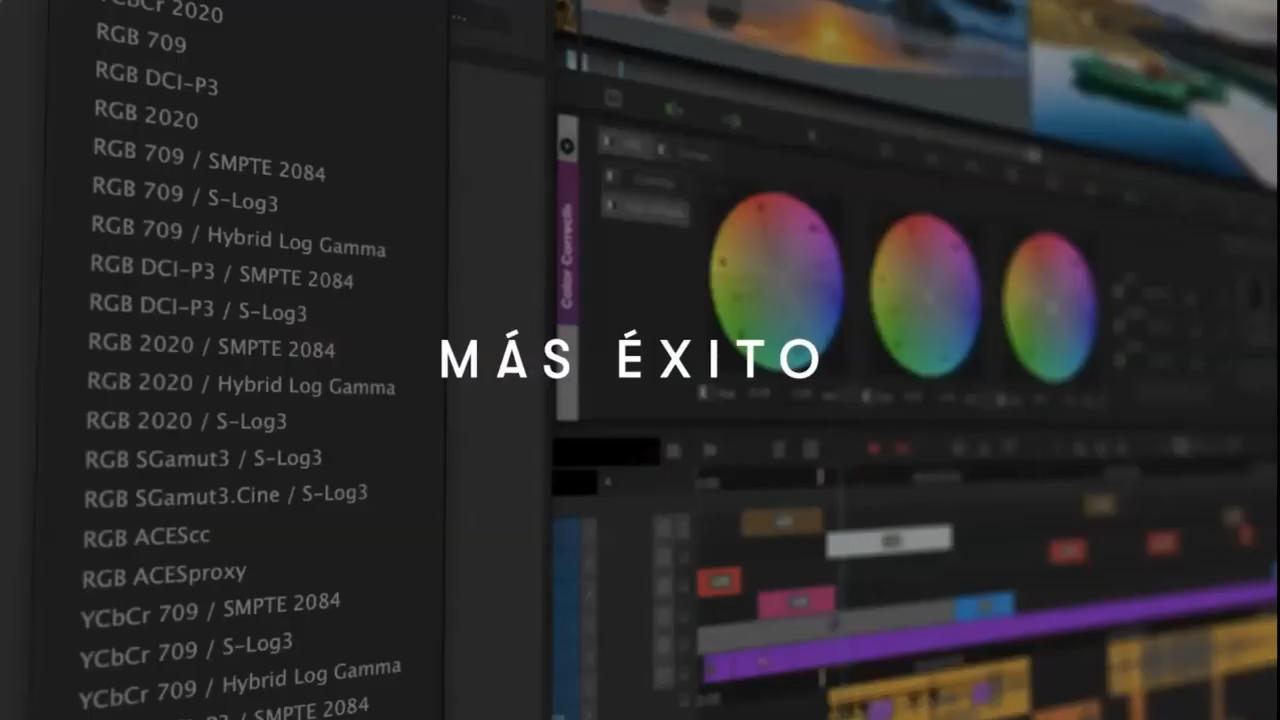 YCbCr 2020
RGB 709
RGB DCI-P3
RGB 2020
RGB 709 / SMPTE 2084
RGB 709 / S-Log3
RGB 709 / Hybrid Log Gamma
RGB DCI-P3 / SMPTE 2084
RGB DCI-P3 / S-Log3
RGB 2020 / SMPTE 2084
RGB 2020 / Hybrid Log Gamma
RGB 2020 / S-Log3
RGB SGamut3 / S-Log3
RGB SGamut3.Cine / S-Log3
RGB ACEScc
RGB ACESproxy
YCbCr 709 / SMPTE 2084
YCbCr 709 / S-Log3
YCbCr 709 / Hybrid Log Gamma
P3 / SMPTE 2084
Color Correctio
MÁS ÉXITO